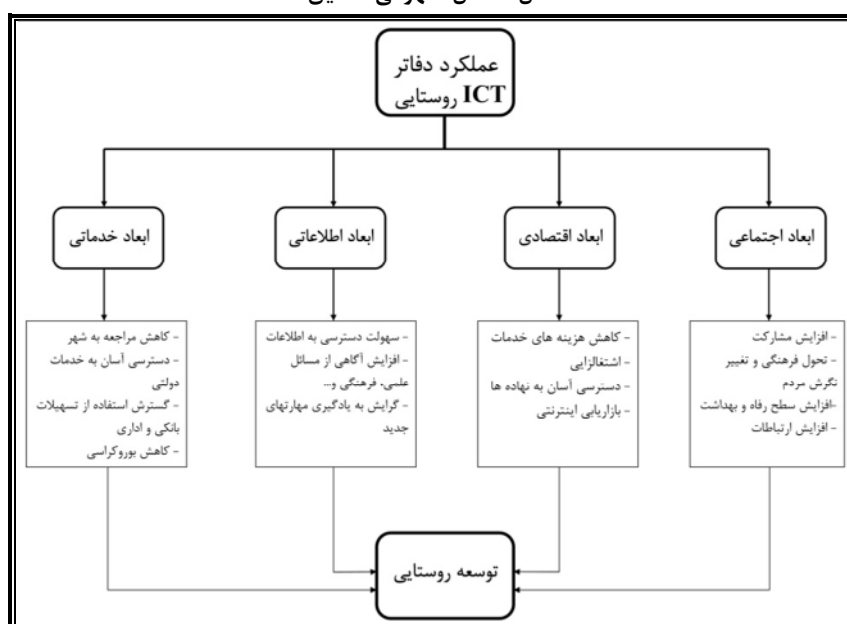 عملکرد دفاتر
ICT روستایی
ابعاد اجتماعی
ابعاد اقتصادی
ابعاد اطلاعاتی
ابعاد خدماتی
- افزایش مشارکت
- تحول فرهنگی و تغییر
نگرش مردم
-افزایش سطح رفاه و بهداشت
- افزایش ارتباطات
- کاهش هزینه های خدمات
- اشتغالزایی
- دسترسی آسان به نهاده ها
- بازاریابی اینترنتی
- سهولت دسترسی به اطلاعات
- افزایش آگاهی از مسائل
علمی، فرهنگی و...
- گرایش به یادگیری مهارتهای
جدید
- کاهش مراجعه به شهر
- دسترسی آسان به خدمات
دولتی
- گسترش استفاده از تسهیلات
بانکی و اداری
- کاهش بوروکراسی
توسعه روستایی